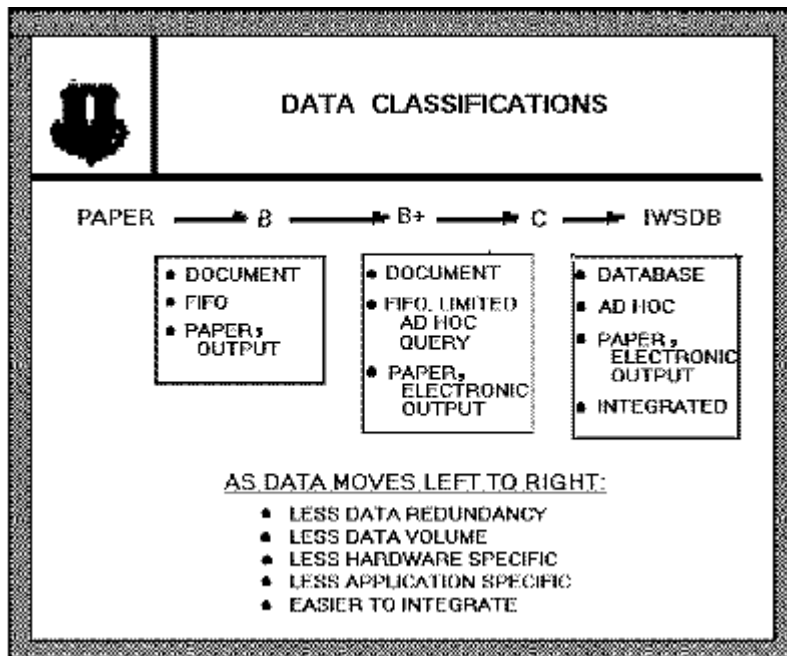 DATA CLASSIFICATIONS
PAPER B B+ C IWSDB
DOCUMENT
FIFO
PAPER, OUTPUT
DOCUMENT
FIFO, LIMITED
AD HOC
QUERY
PAPER,
ELECTRONIC
OUTPUT
DATABASE
AD HOC
PAPER,
ELECTRONIC
OUTPUT
INTEGRATED
AS DATA MOVES LEFT TO RIGHT:
LESS DATA REDUNDANCY
LESS DATA VOLUME
LESS HARDWARE SPECIFIC
LESS APPLICATION SPECIFIC
EASIER TO INTEGRATE